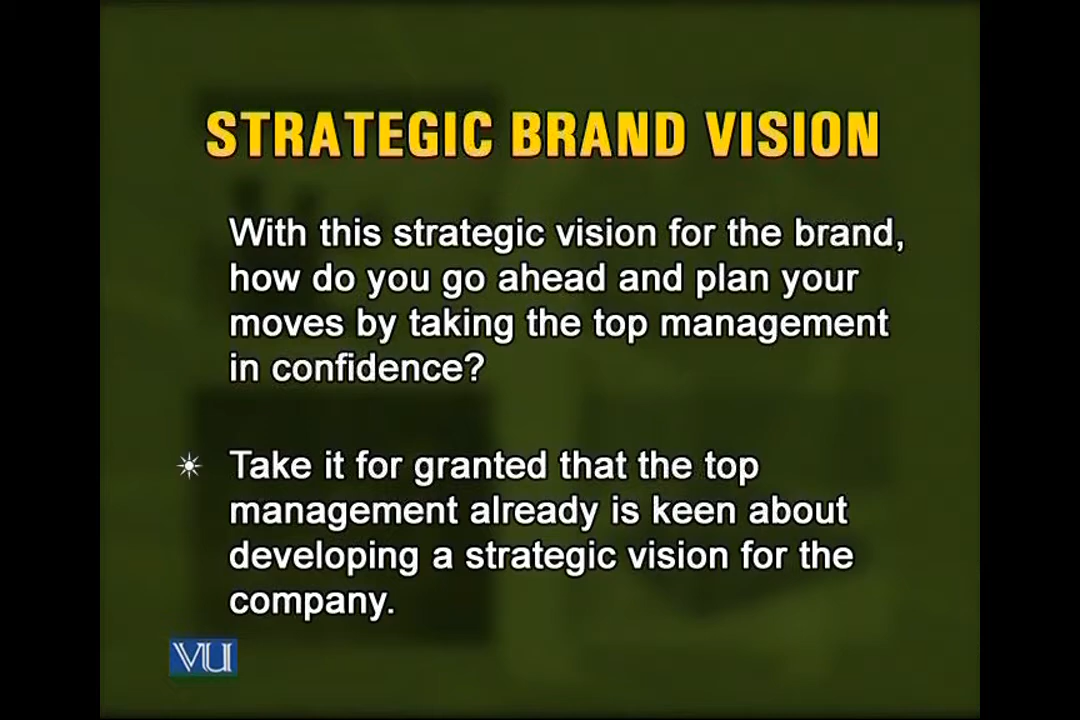 STRATEGIC BRAND VISION
With this strategic vision for the brand,
how do you go ahead and plan your
moves by taking the top management
in confidence?
Take it for granted that the top
management already is keen about
developing a strategic vision for the
company.
VU